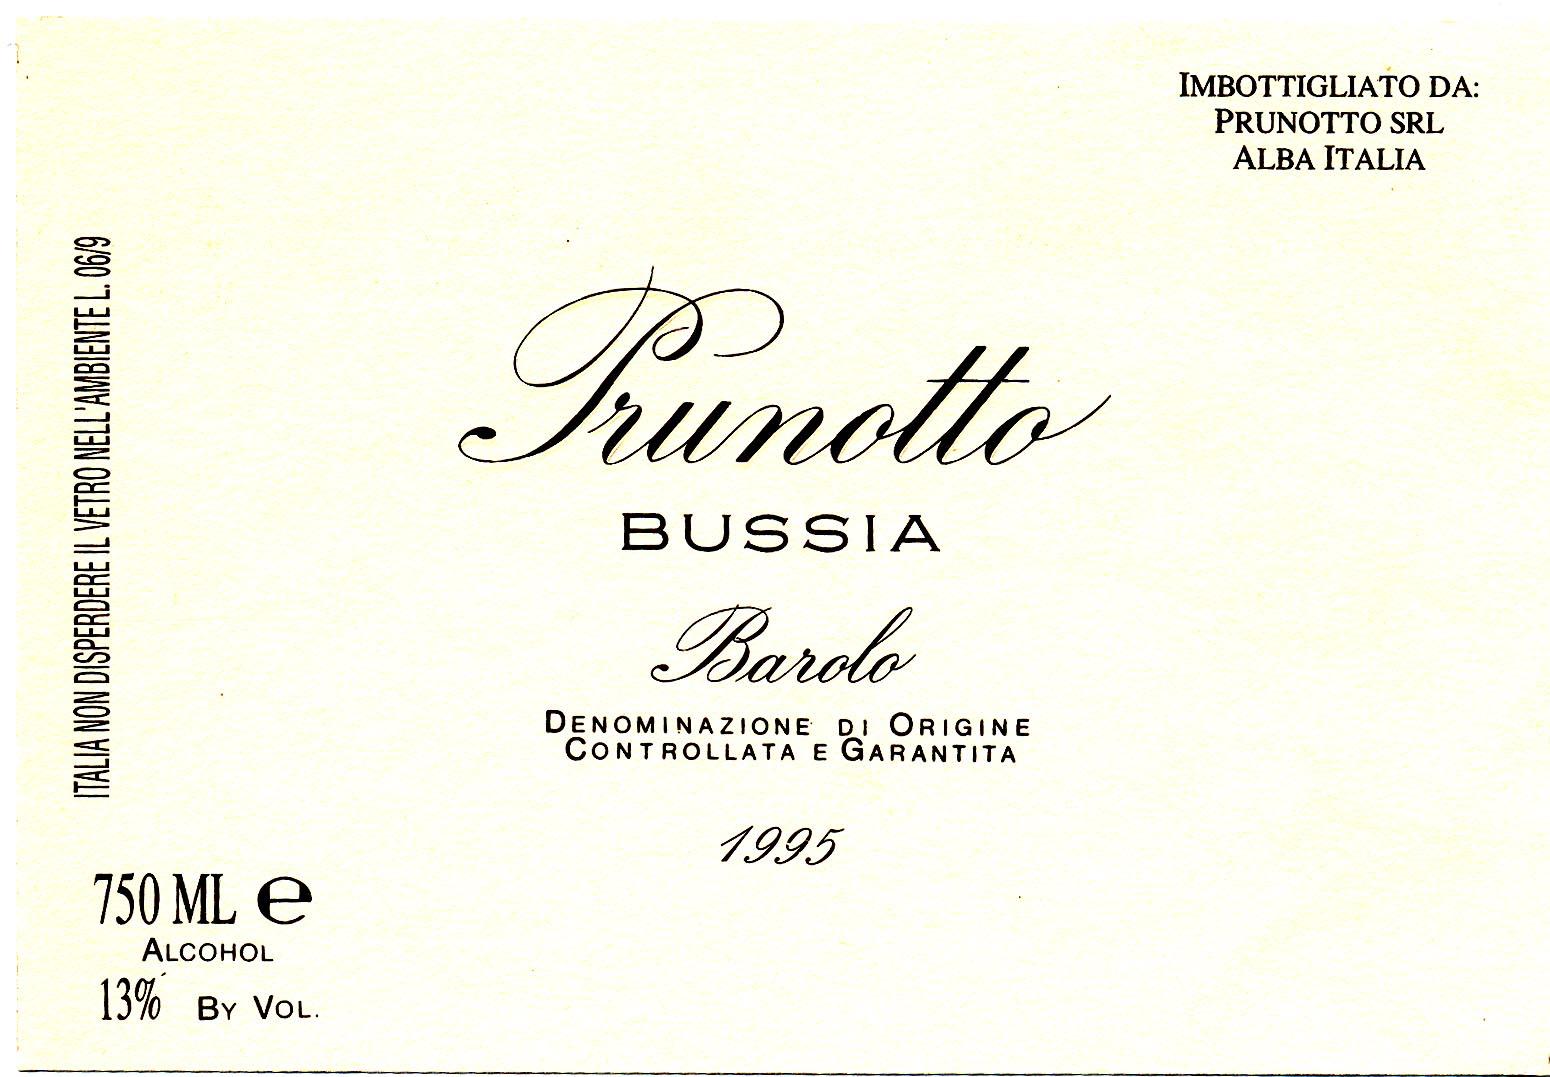 IMBOTTIGLIATO DA:
PRUNOTTO SRL
ALBA ITALIA
ITALIA NON DISPERDERE IL VETRO NELL'AMBIENTE L. 06/9
Prunotto
BUSSIA
Barolo
DENOMINAZIONE DI ORIGINE
CONTROLLATA E GARANTITA
1995
750 ML e
ALCOHOL
13% BY VOL.